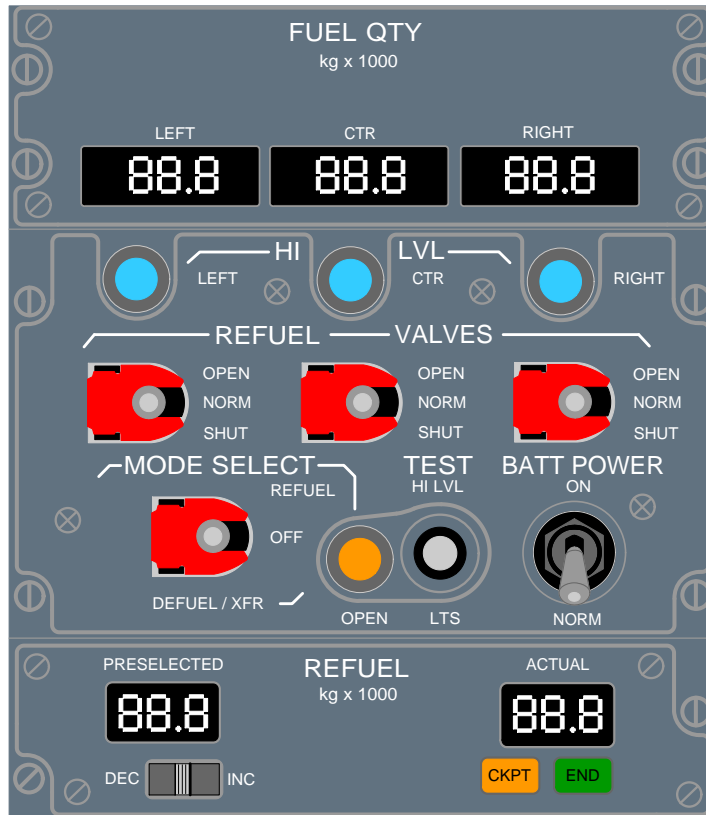 FUEL QTY
kg x 1000
LEFT CTR RIGHT
88.8 88.8 88.8
HI LVL
LEFT CTR RIGHT
REFUEL VALVES
OPEN OPEN OPEN
NORM NORM NORM
SHUT SHUT SHUT
MODE SELECT TEST BATT POWER
REFUEL HI LVL ON
OFF
DEFUEL / XFR
OPEN LTS NORM
PRESELECTED REFUEL ACTUAL
kg x 1000
88.8 88.8
DEC INC CKPT END